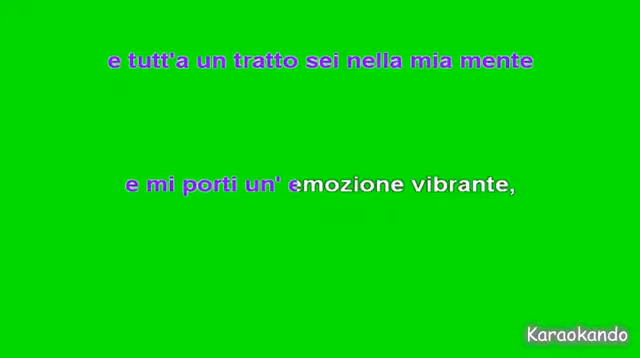 e tutt'a un tratto sei nella mia mente
e mi porti un' emozione vibrante,
Karaokando